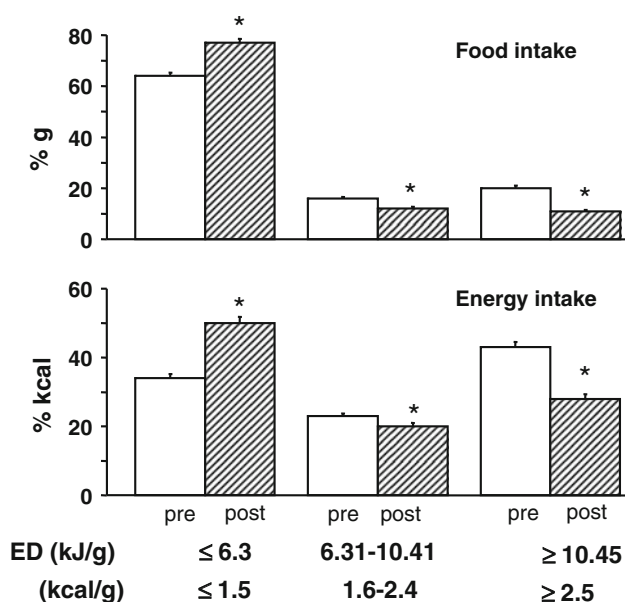 80
Food intake
*
60
% g
40
20
*
*
0
60
Energy intake
*
40
% kcal
*
20
*
0
pre post pre post pre post
ED (kJ/g) ≤ 6.3 6.31-10.41 ≥ 10.45
(kcal/g) ≤ 1.5 1.6-2.4 ≥ 2.5